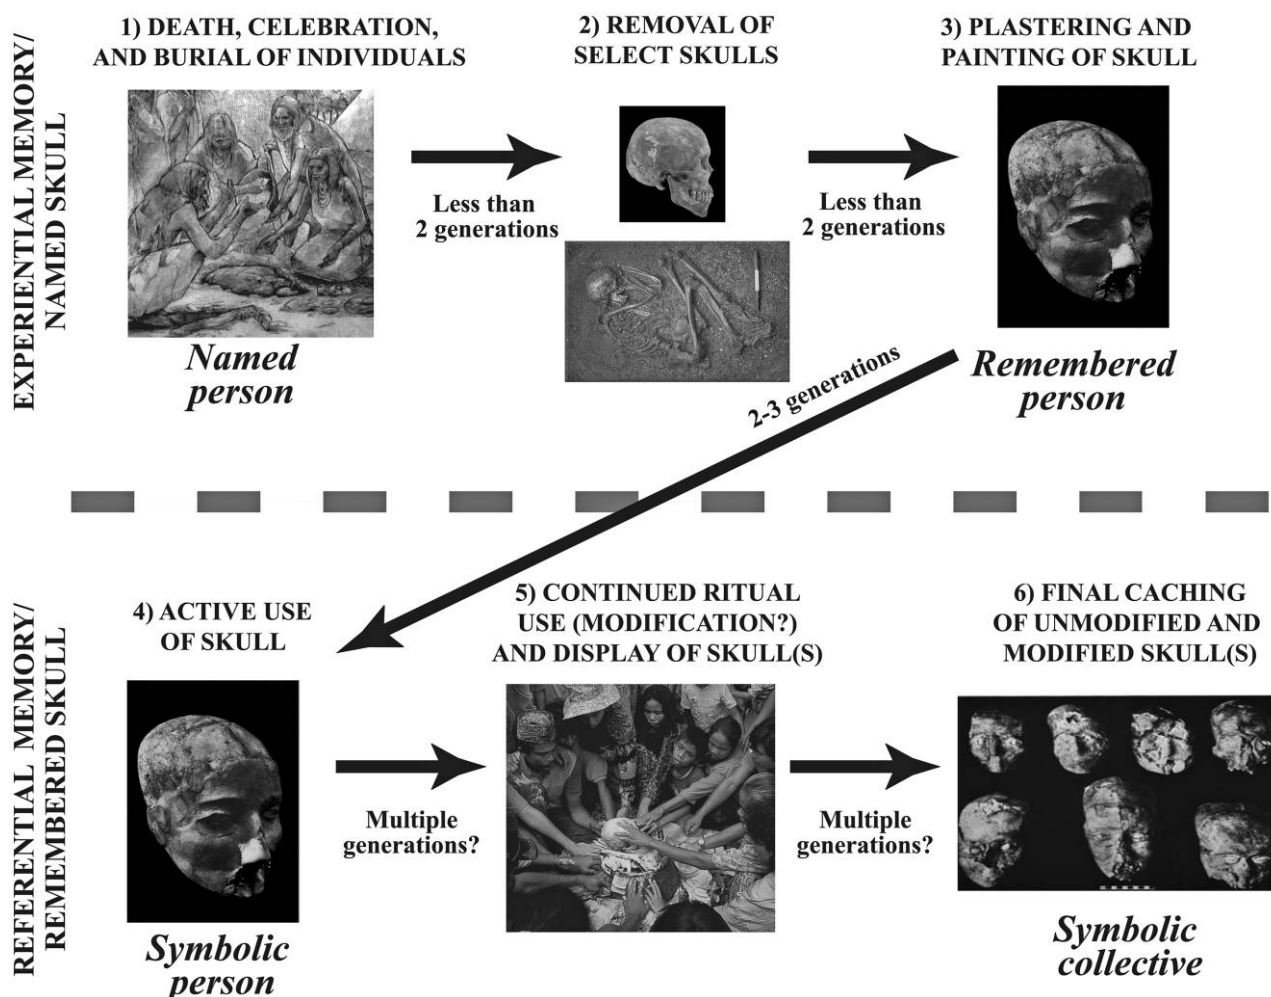 EXPERIENTIAL MEMORY/
NAMED SKULL
1) DEATH, CELEBRATION,
AND BURIAL OF INDIVIDUALS
Named
person
Less than
2 generations
2) REMOVAL OF
SELECT SKULLS
Less than
2 generations
3) PLASTERING AND
PAINTING OF SKULL
Remembered
person
2-3 generations
REFERENTIAL MEMORY/
REMEMBERED SKULL
4) ACTIVE USE
OF SKULL
Symbolic
person
Multiple
generations?
5) CONTINUED RITUAL
USE (MODIFICATION?)
AND DISPLAY OF SKULL(S)
Multiple
generations?
6) FINAL CACHING
OF UNMODIFIED AND
MODIFIED SKULL(S)
Symbolic
collective